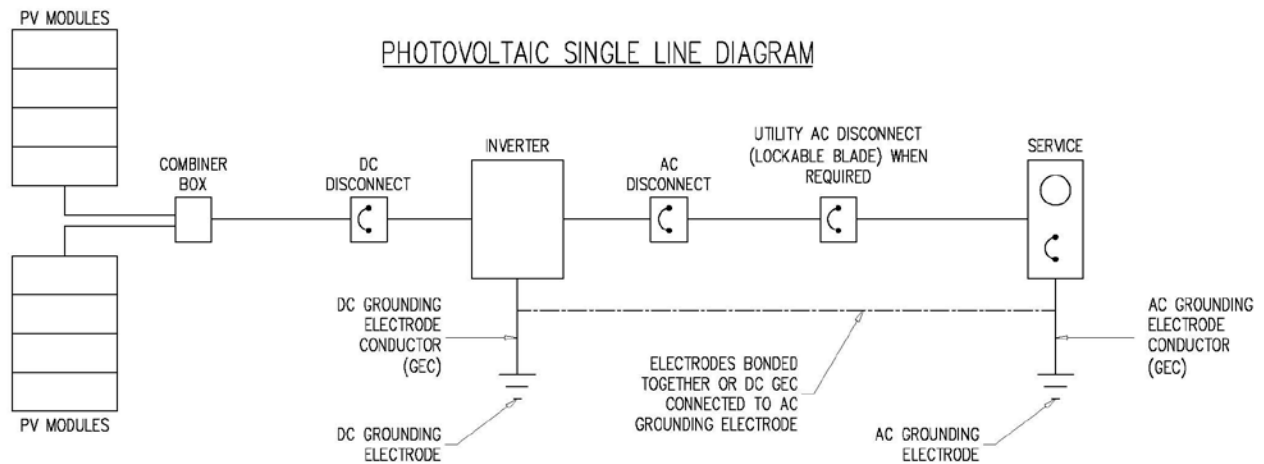 PV MODULES
PHOTOVOLTAIC SINGLE LINE DIAGRAM
COMBINER
BOX
DC
DISCONNECT
INVERTER
AC
DISCONNECT
UTILITY AC DISCONNECT
(LOCKABLE BLADE) WHEN
REQUIRED
SERVICE
DC GROUNDING
ELECTRODE
CONDUCTOR
(GEC)
ELECTRODES BONDED
TOGETHER OR DC GEC
CONNECTED TO AC
GROUNDING ELECTRODE
AC GROUNDING
ELECTRODE
CONDUCTOR
(GEC)
PV MODULES
DC GROUNDING
ELECTRODE
AC GROUNDING
ELECTRODE